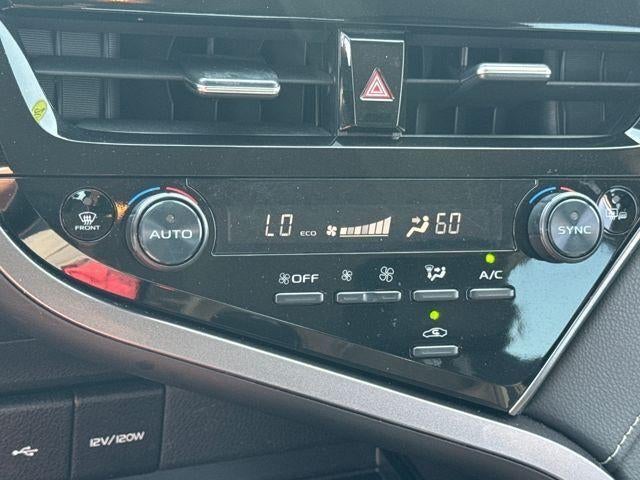 FRONT
AUTO
LO ECO 60
SYNC
OFF
A/C
12V/120W